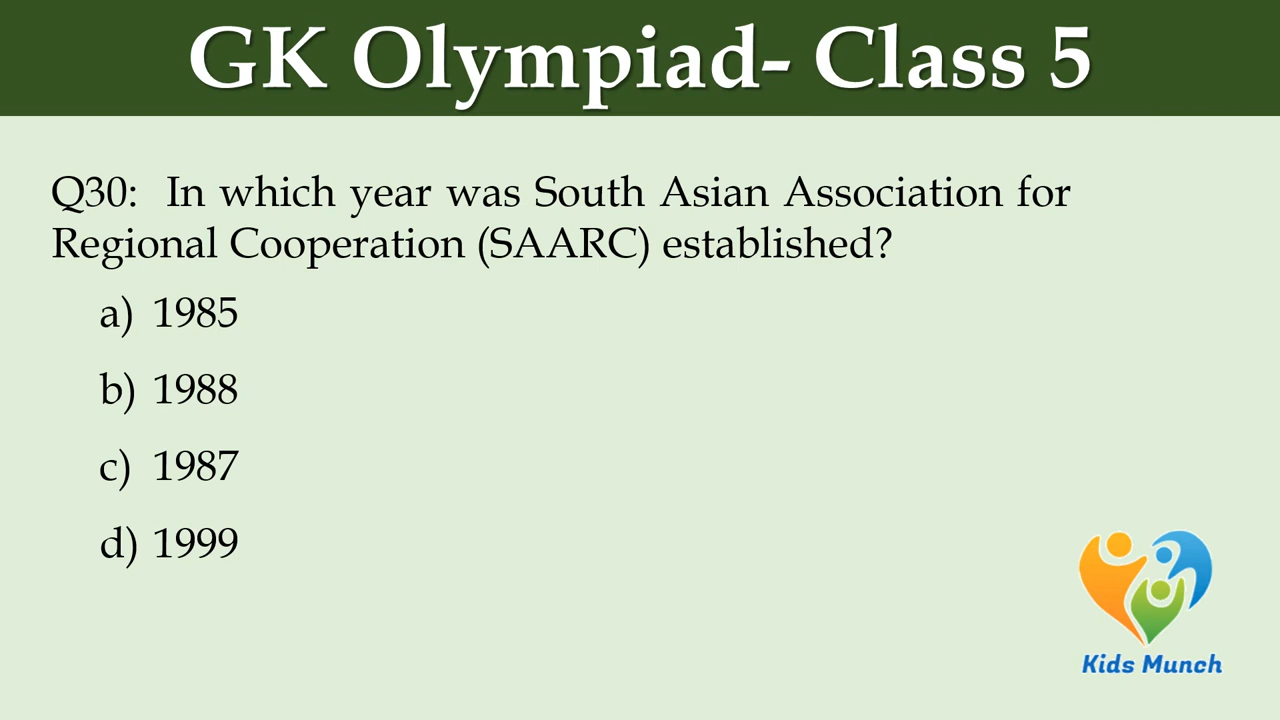 GK Olympiad- Class 5
Q30: In which year was South Asian Association for
Regional Cooperation (SAARC) established?
a) 1985
b) 1988
c) 1987
d) 1999
Kids Munch